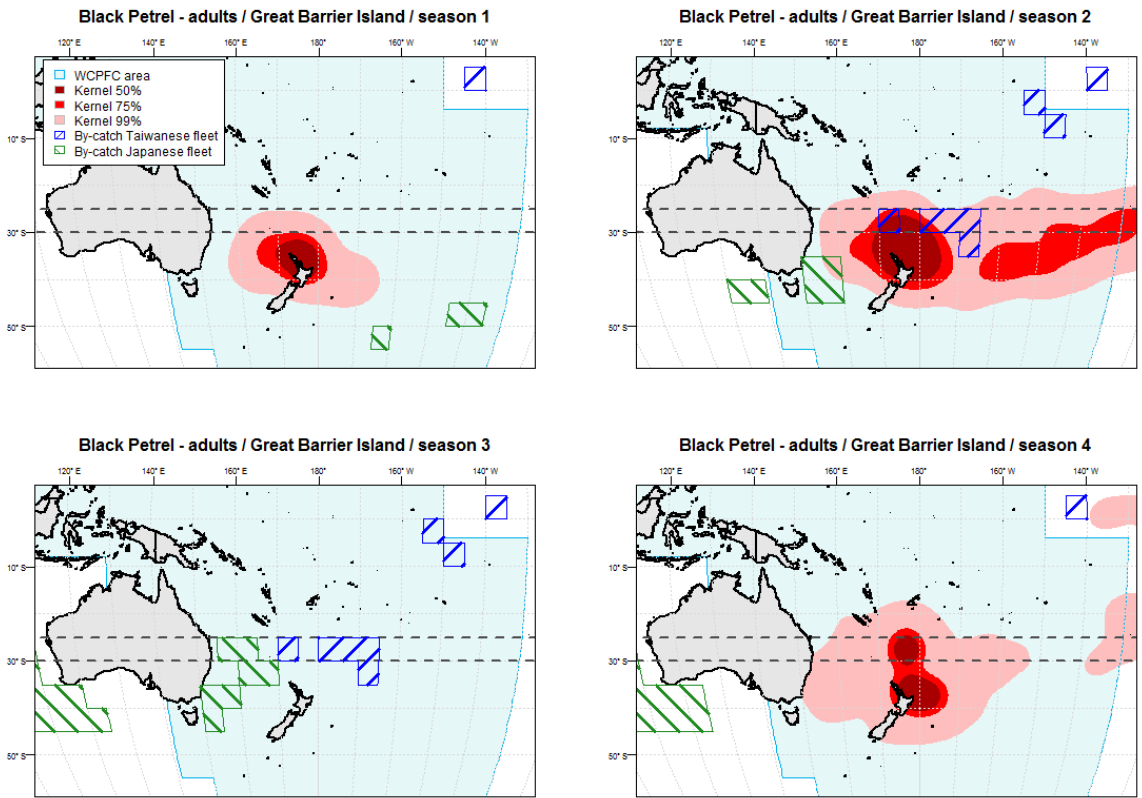 Black Petrel - adults / Great Barrier Island / season 1
120° E 140° E 160° E 180° 160° W 140° W
WCPFC area
Kernel 50%
Kernel 75%
Kernel 99%
By-catch Taiwanese fleet
By-catch Japanese fleet
10° S
30° S
50° S
Black Petrel - adults / Great Barrier Island / season 2
120° E 140° E 160° E 180° 160° W 140° W
10° S
30° S
50° S
Black Petrel - adults / Great Barrier Island / season 3
120° E 140° E 160° E 180° 160° W 140° W
10° S
30° S
50° S
Black Petrel - adults / Great Barrier Island / season 4
120° E 140° E 160° E 180° 160° W 140° W
10° S
30° S
50° S